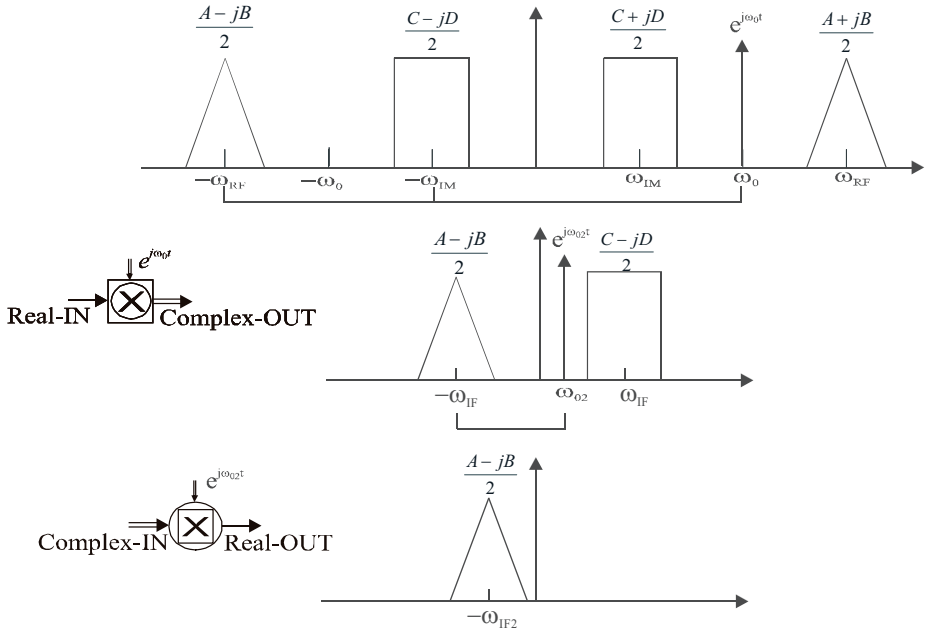 A − jB
2
C − jD
2
C + jD
2
e^{jω₀t}
A + jB
2
−ω_RF
−ω₀
−ω_IM
ω_IM
ω₀
ω_RF
e^{jω₀t}
Real-IN
Complex-OUT
A − jB
2
e^{jω₀₂t}
C − jD
2
−ω_IF
ω₀₂
ω_IF
e^{jω₀₂t}
Complex-IN
Real-OUT
A − jB
2
−ω_IF2